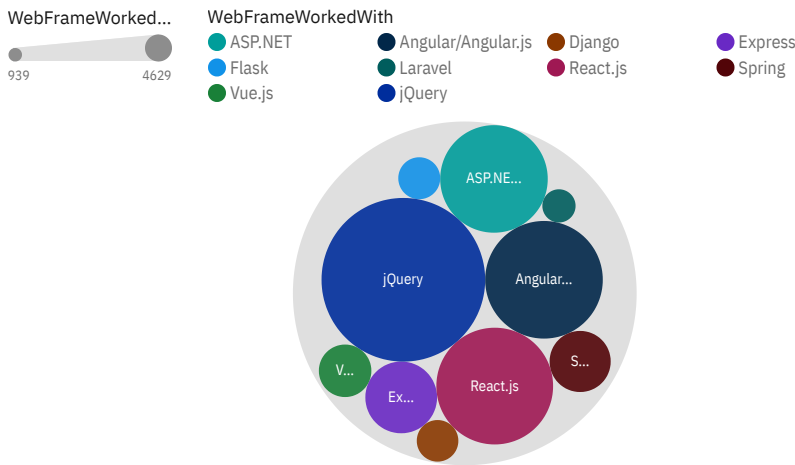 WebFrameWorked...
939 4629
WebFrameWorkedWith
ASP.NET Angular/Angular.js Django Express
Flask Laravel React.js Spring
Vue.js jQuery
ASP.NE...
jQuery Angular...
V... S...
Ex... React.js